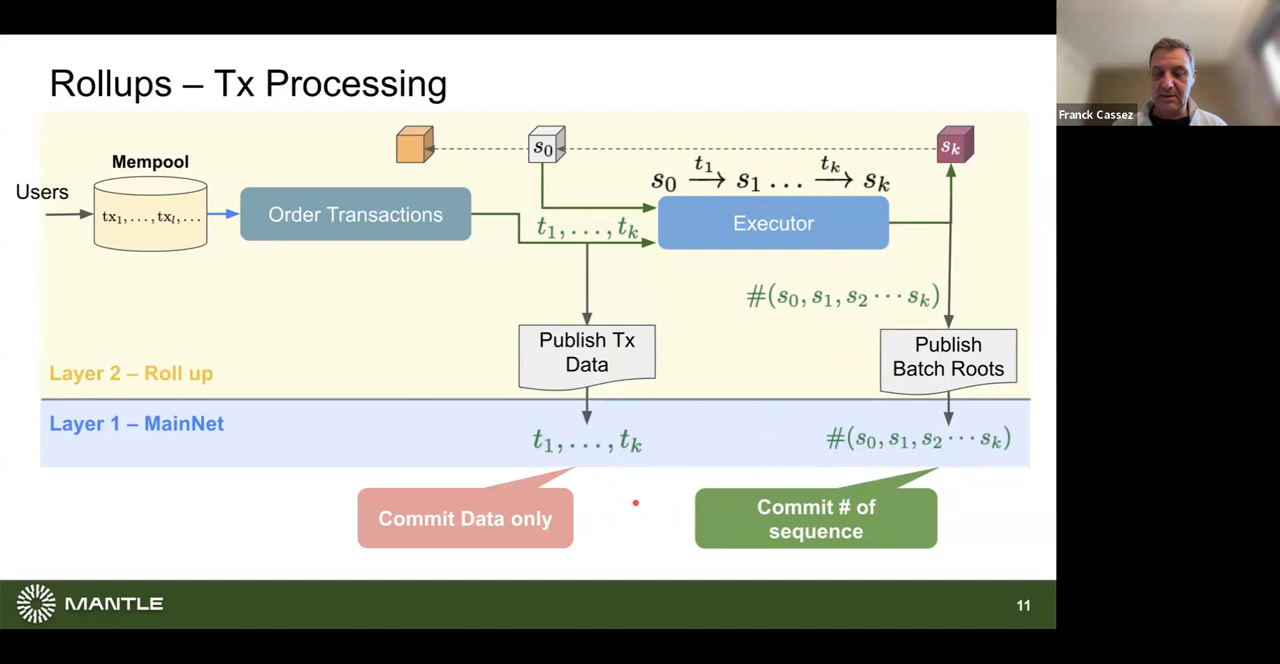 Rollups – Tx Processing
Franck Cassez
Mempool
Users
tx₁,...,txₗ,...
Order Transactions
s₀
t₁,...,tₖ
s₀ →t₁ s₁ ... →tₖ sₖ
Executor
sₖ
#(s₀, s₁, s₂ ⋯ sₖ)
Publish Tx
Data
Publish
Batch Roots
Layer 2 – Roll up
Layer 1 – MainNet
t₁,...,tₖ
#(s₀, s₁, s₂ ⋯ sₖ)
Commit Data only
Commit # of
sequence
MANTLE
11